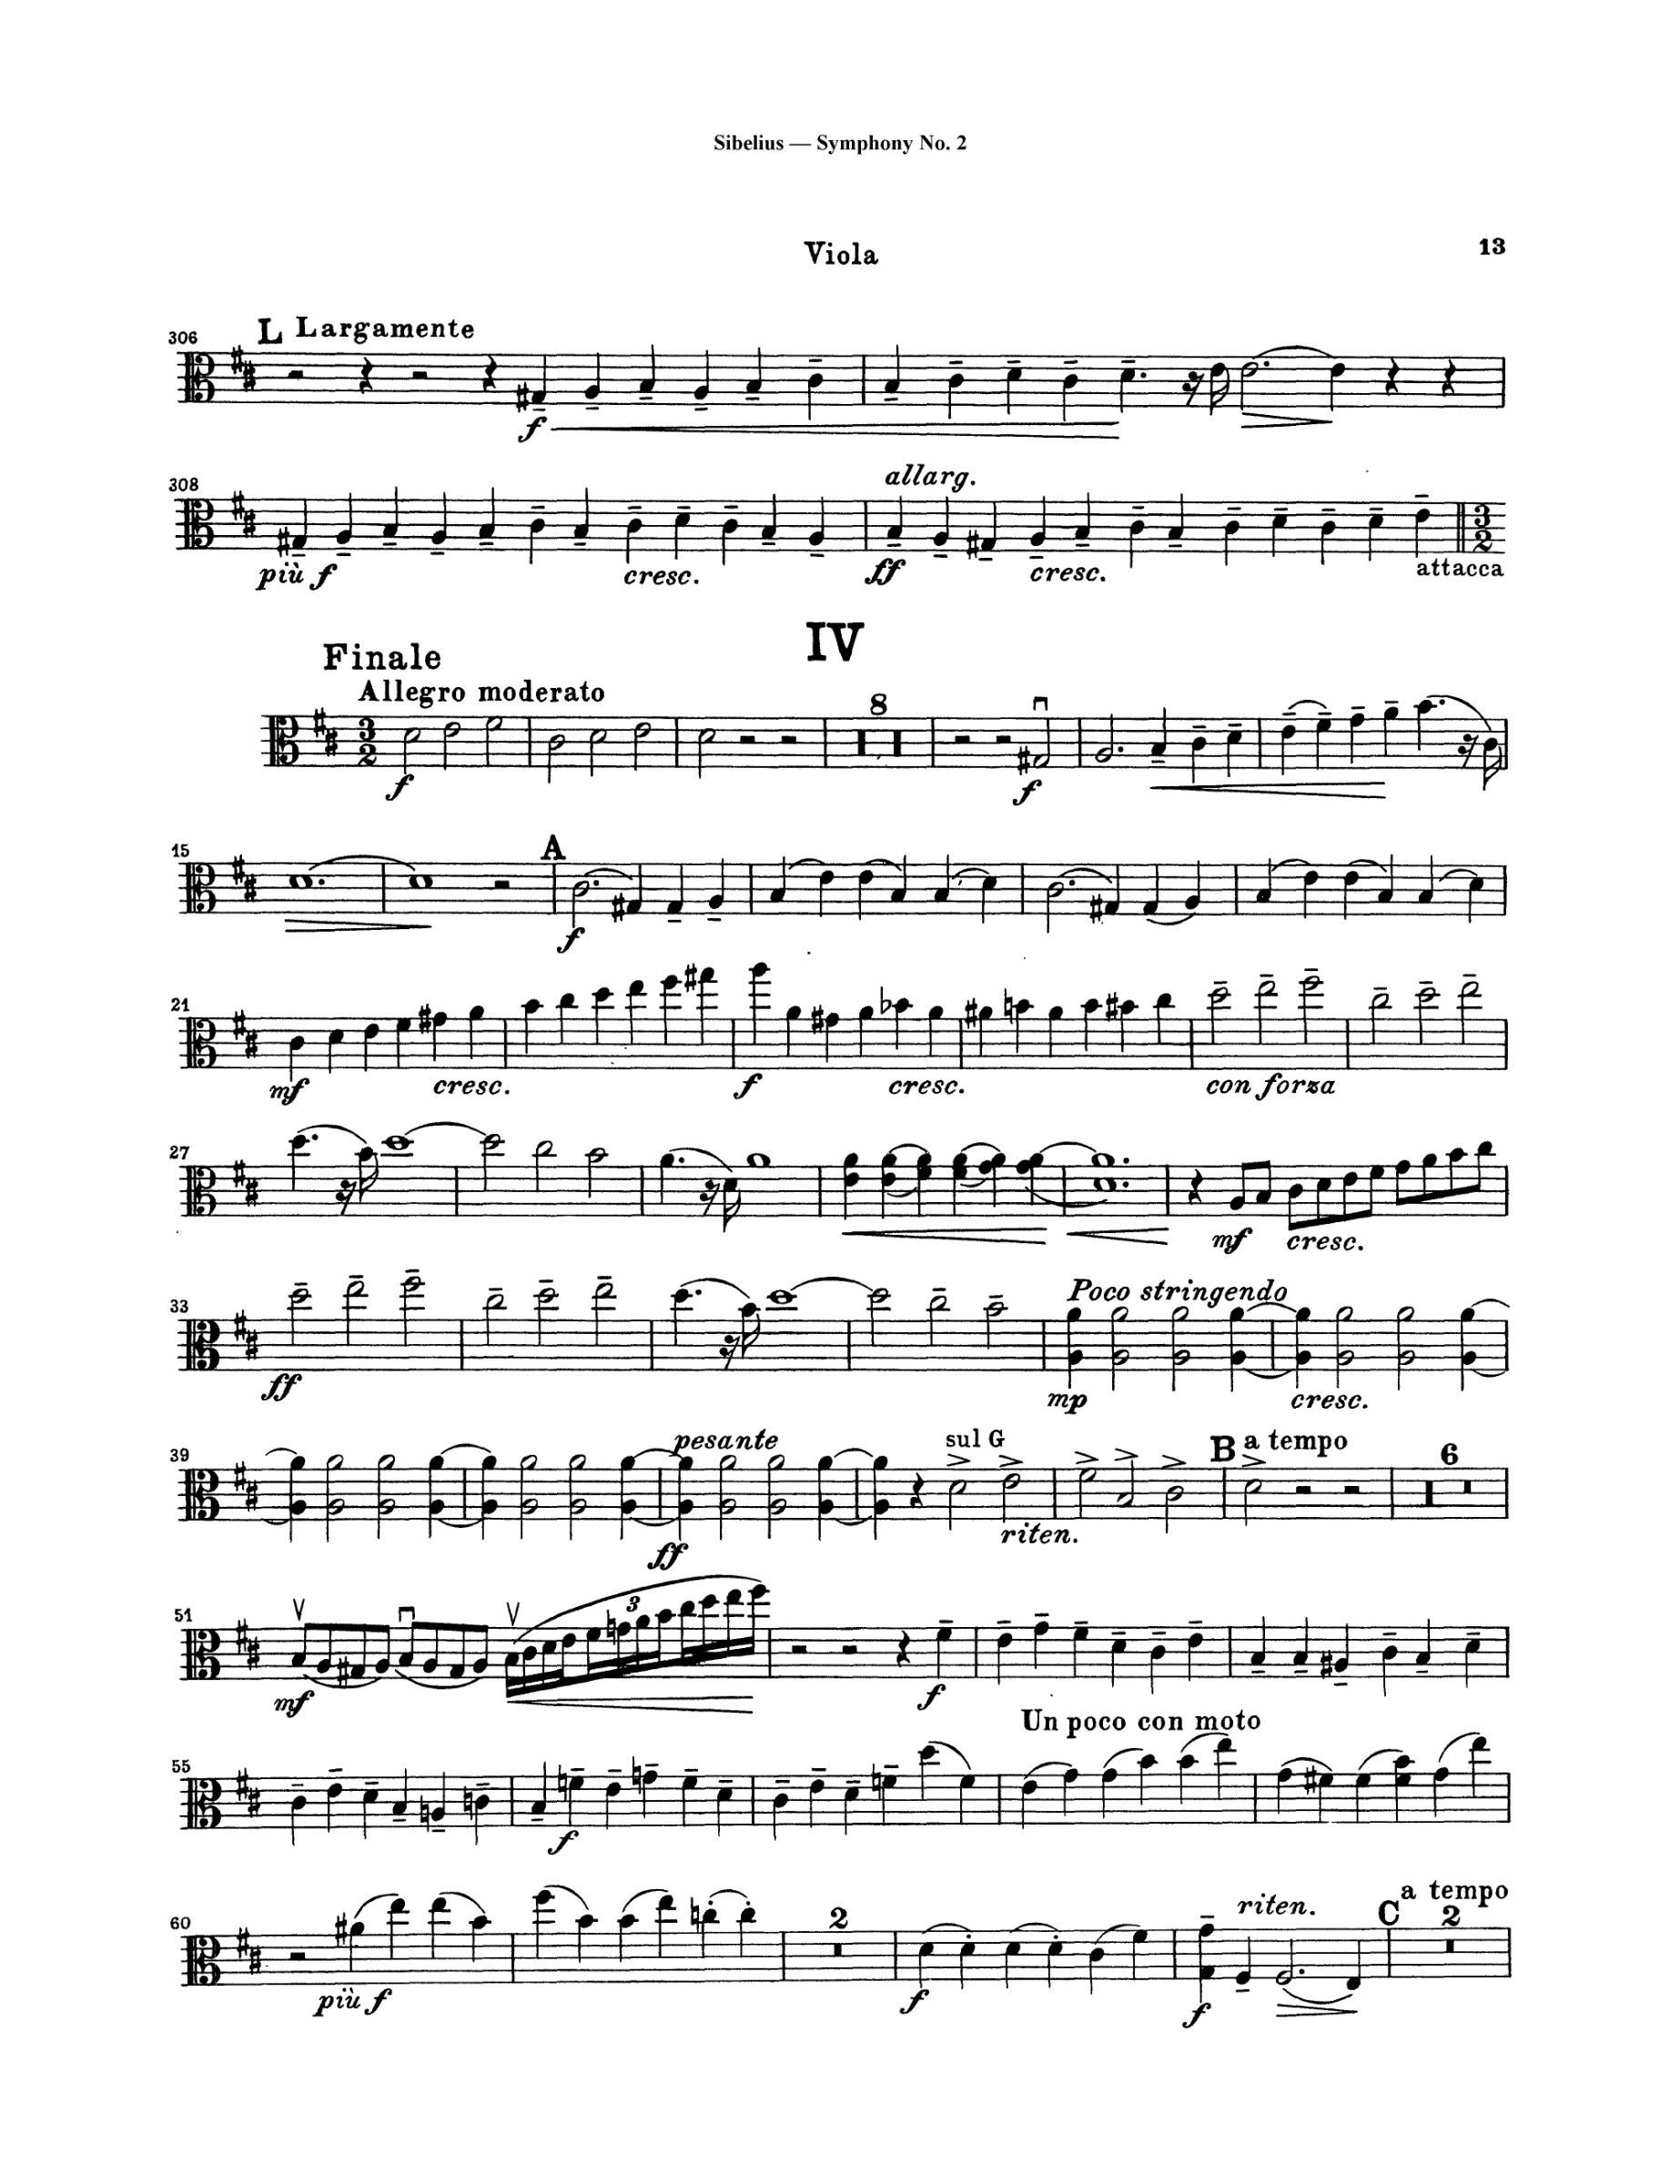 Sibelius — Symphony No. 2
Viola
13
306 L Largamente
f
308 allarg.
più f cresc. ff cresc. attacca
IV
Finale
Allegro moderato
3 2 8
f f
15 A
f
21
mf cresc. f cresc. con forza
27
mf cresc.
33 Poco stringendo
ff mp cresc.
39 pesante sul G B a tempo 6
ff riten.
51 3
mf f
Un poco con moto
55
f
60 2 riten. C a tempo 2
più f f f